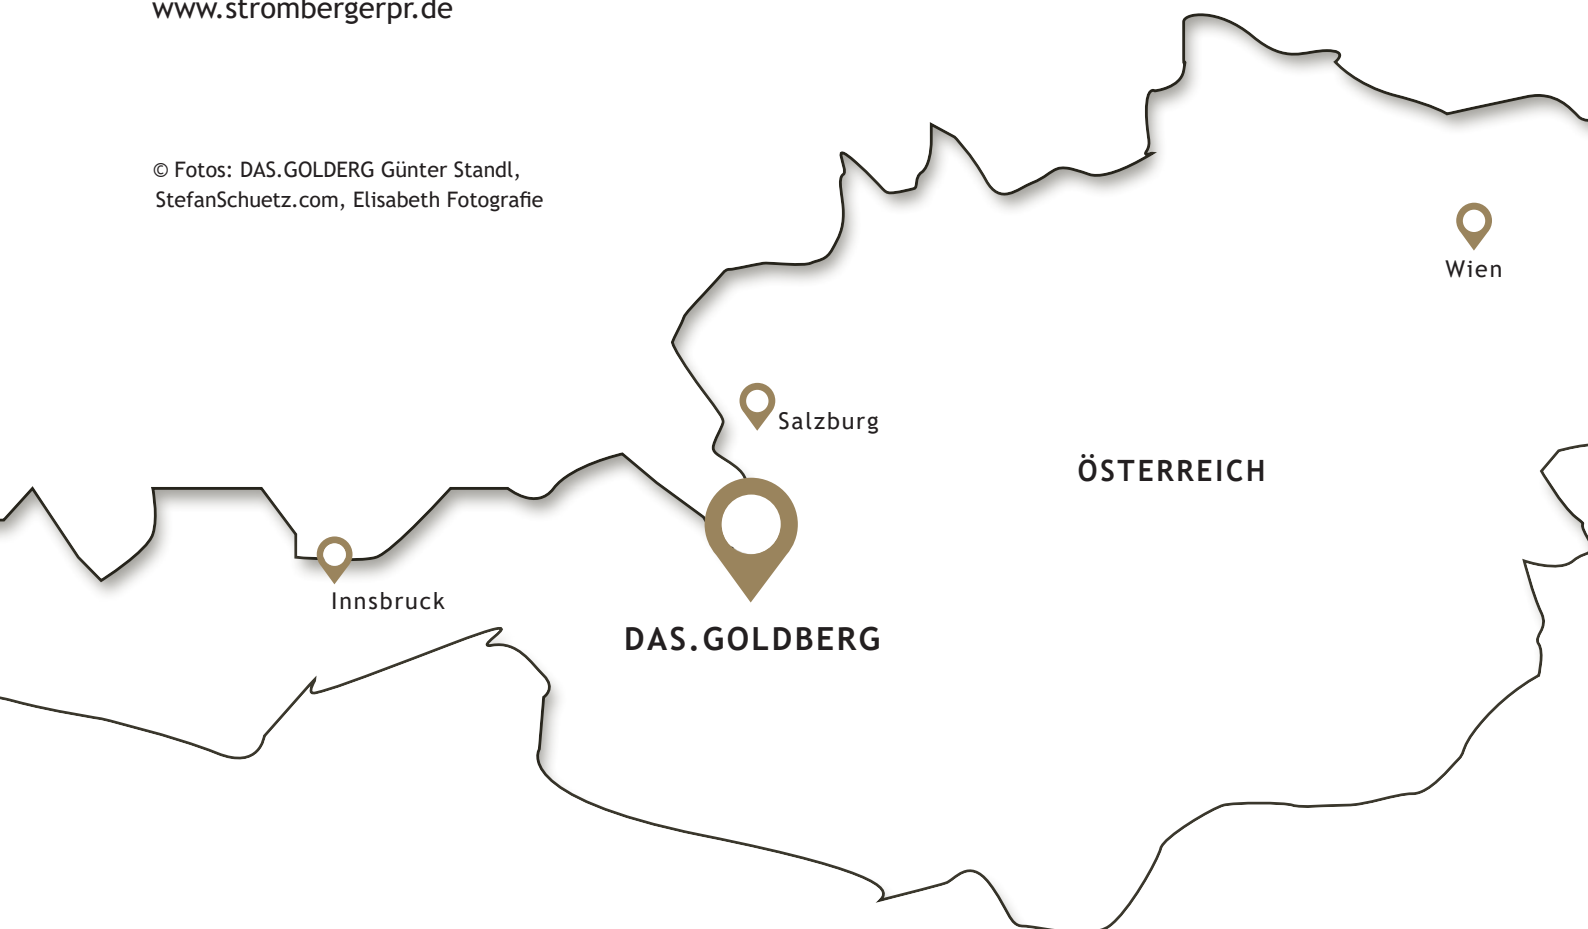 www.strombergerpr.de
© Fotos: DAS.GOLDERG Günter Standl,
StefanSchuetz.com, Elisabeth Fotografie
Wien
Salzburg
ÖSTERREICH
Innsbruck
DAS.GOLDBERG